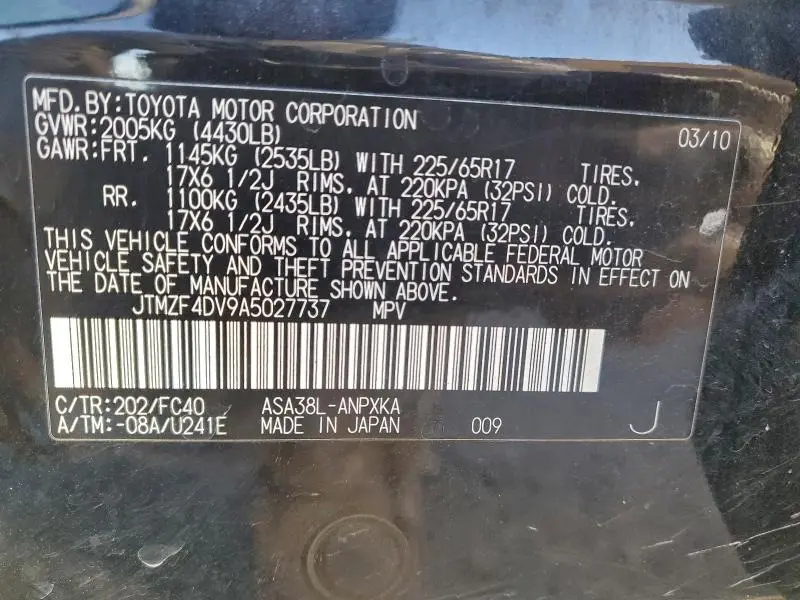 MFD.BY:TOYOTA MOTOR CORPORATION 03/10
GVWR:2005KG (4430LB)
GAWR:FRT. 1145KG (2535LB) WITH 225/65R17 TIRES,
17X6 1/2J RIMS, AT 220KPA (32PSI) COLD.
RR. 1100KG (2435LB) WITH 225/65R17 TIRES,
17X6 1/2J RIMS, AT 220KPA (32PSI) COLD.
THIS VEHICLE CONFORMS TO ALL APPLICABLE FEDERAL MOTOR
VEHICLE SAFETY AND THEFT PREVENTION STANDARDS IN EFFECT ON
THE DATE OF MANUFACTURE SHOWN ABOVE.
JTMZF4DV9A5027737 MPV
C/TR:202/FC40 ASA38L-ANPXKA
A/TM:-08A/U241E MADE IN JAPAN 009 J